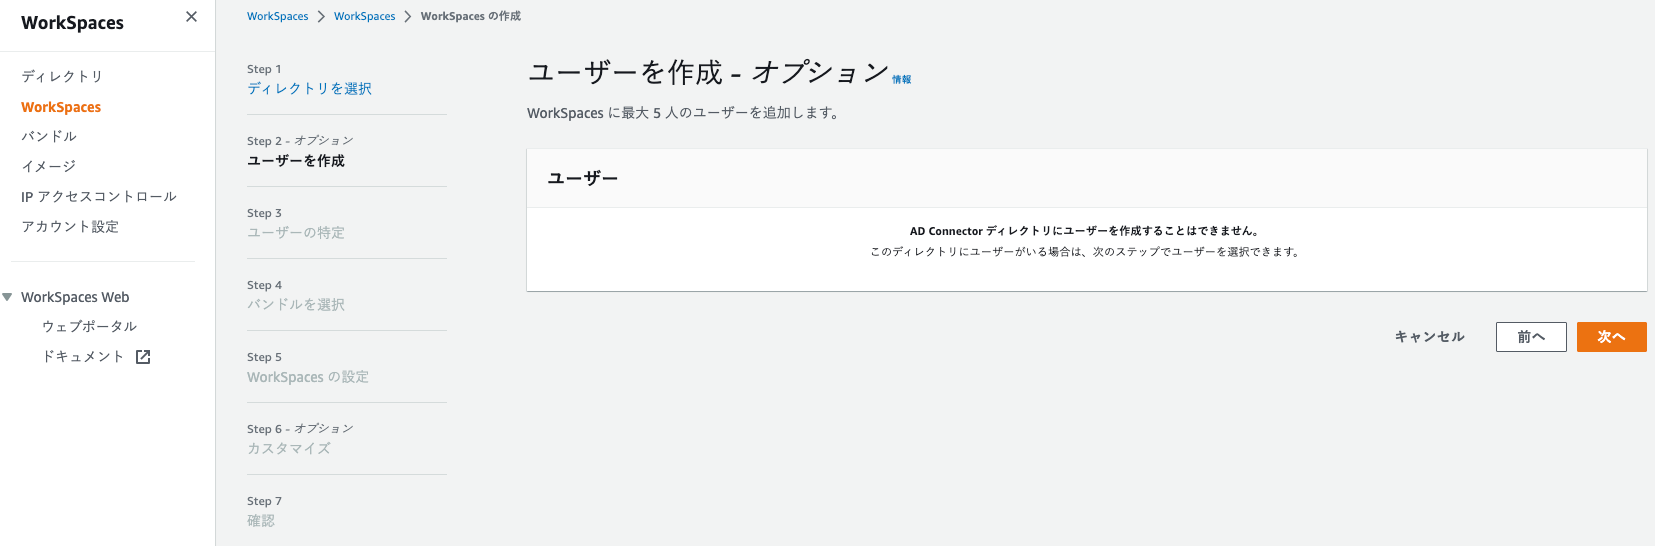 WorkSpaces
ディレクトリ
WorkSpaces
バンドル
イメージ
IP アクセスコントロール
アカウント設定
WorkSpaces Web
ウェブポータル
ドキュメント
WorkSpaces > WorkSpaces > WorkSpaces の作成
Step 1
ディレクトリを選択
Step 2 - オプション
ユーザーを作成
Step 3
ユーザーの特定
Step 4
バンドルを選択
Step 5
WorkSpaces の設定
Step 6 - オプション
カスタマイズ
Step 7
確認
ユーザーを作成 - オプション 情報
WorkSpaces に最大 5 人のユーザーを追加します。
ユーザー
AD Connector ディレクトリにユーザーを作成することはできません。
このディレクトリにユーザーがいる場合は、次のステップでユーザーを選択できます。
キャンセル 前へ 次へ